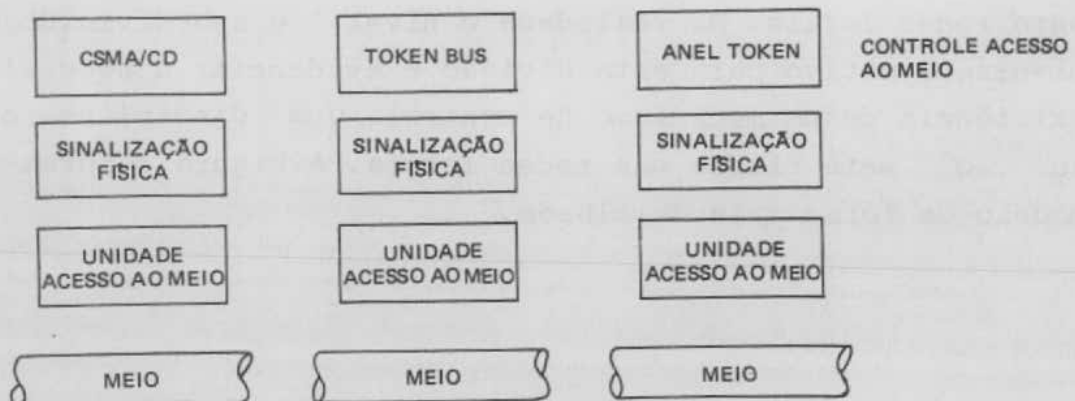 CSMA/CD
TOKEN BUS
ANEL TOKEN
CONTROLE ACESSO
AO MEIO
SINALIZAÇÃO
FÍSICA
SINALIZAÇÃO
FÍSICA
SINALIZAÇÃO
FÍSICA
UNIDADE
ACESSO AO MEIO
UNIDADE
ACESSO AO MEIO
UNIDADE
ACESSO AO MEIO
MEIO
MEIO
MEIO